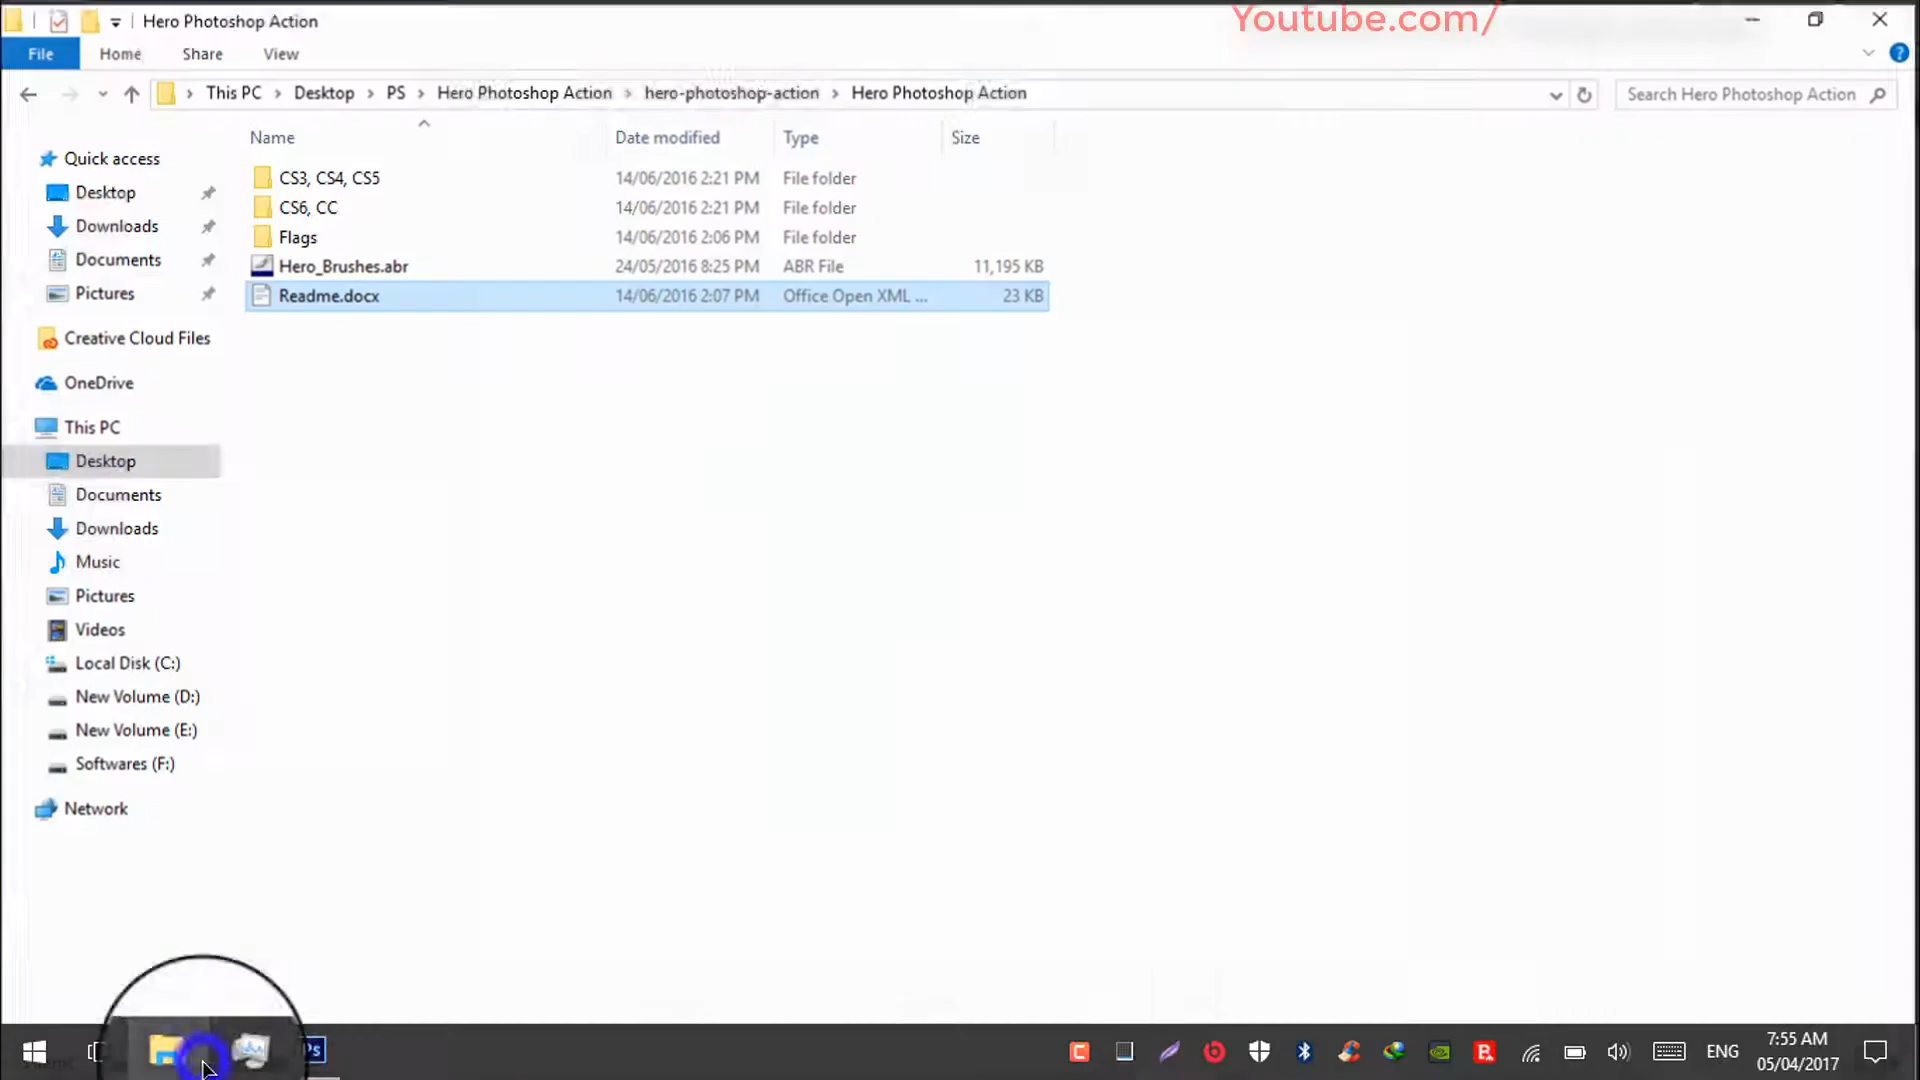 Hero Photoshop Action
Youtube.com/
File Home Share View
This PC Desktop PS Hero Photoshop Action hero-photoshop-action Hero Photoshop Action
Search Hero Photoshop Action
Name Date modified Type Size
Quick access
Desktop
Downloads
Documents
Pictures
Creative Cloud Files
OneDrive
This PC
Desktop
Documents
Downloads
Music
Pictures
Videos
Local Disk (C:)
New Volume (D:)
New Volume (E:)
Softwares (F:)
Network
CS3, CS4, CS5 14/06/2016 2:21 PM File folder
CS6, CC 14/06/2016 2:21 PM File folder
Flags 14/06/2016 2:06 PM File folder
Hero_Brushes.abr 24/05/2016 8:25 PM ABR File 11,195 KB
Readme.docx 14/06/2016 2:07 PM Office Open XML ... 23 KB
Ps
ENG
7:55 AM
05/04/2017